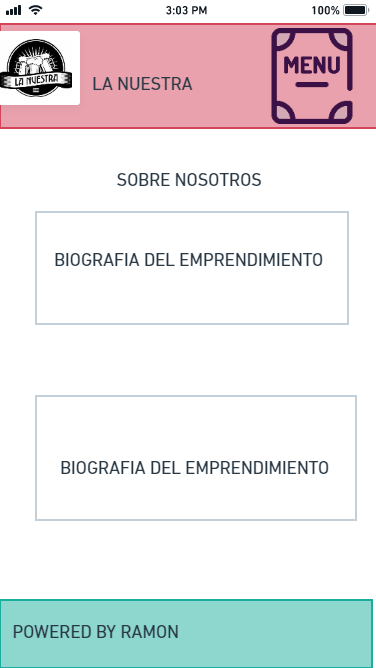 3:03 PM
100%
LA NUESTRA
LA NUESTRA
MENU
SOBRE NOSOTROS
BIOGRAFIA DEL EMPRENDIMIENTO
BIOGRAFIA DEL EMPRENDIMIENTO
POWERED BY RAMON